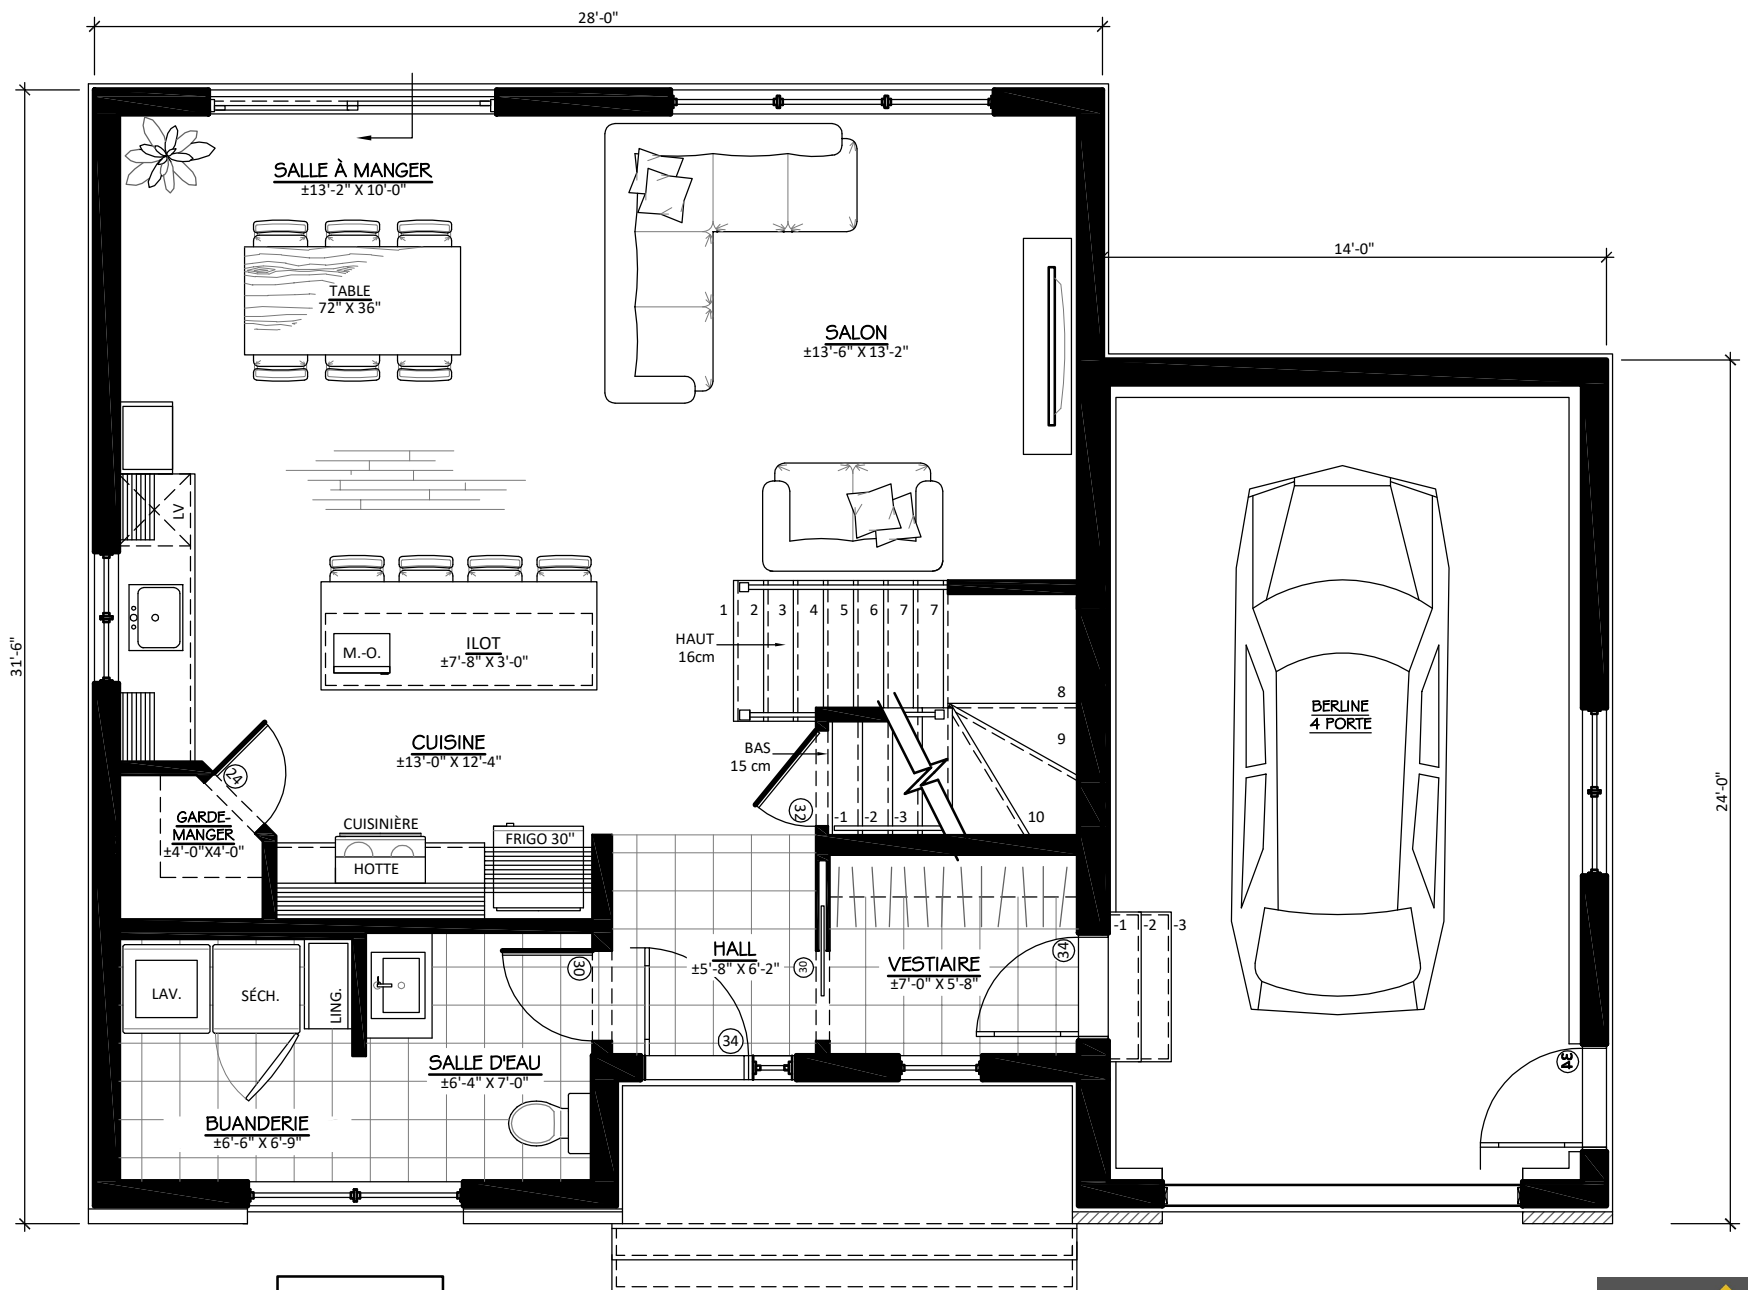 28'-0"
SALLE À MANGER
±13'-2" X 10'-0"
14'-0"
TABLE
72" X 36"
SALON
±13'-6" X 13'-2"
LV
31'-6"
1 2 3 4 5 6 7 7
HAUT
16cm
ILOT
±7'-8" X 3'-0"
M.-O.
8
BERLINE
4 PORTE
9
CUISINE
±13'-0" X 12'-4"
BAS
15 cm
24
32
24'-0"
GARDE-
MANGER
±4'-0"X4'-0"
CUISINIÈRE
HOTTE
FRIGO 30"
-1 -2 -3
10
-1 -2 -3
HALL
±5'-8" X 6'-2"
30
30
VESTIAIRE
±7'-0" X 5'-8"
34
LAV.
SÉCH.
LING.
34
SALLE D'EAU
±6'-4" X 7'-0"
34
BUANDERIE
±6'-6" X 6'-9"